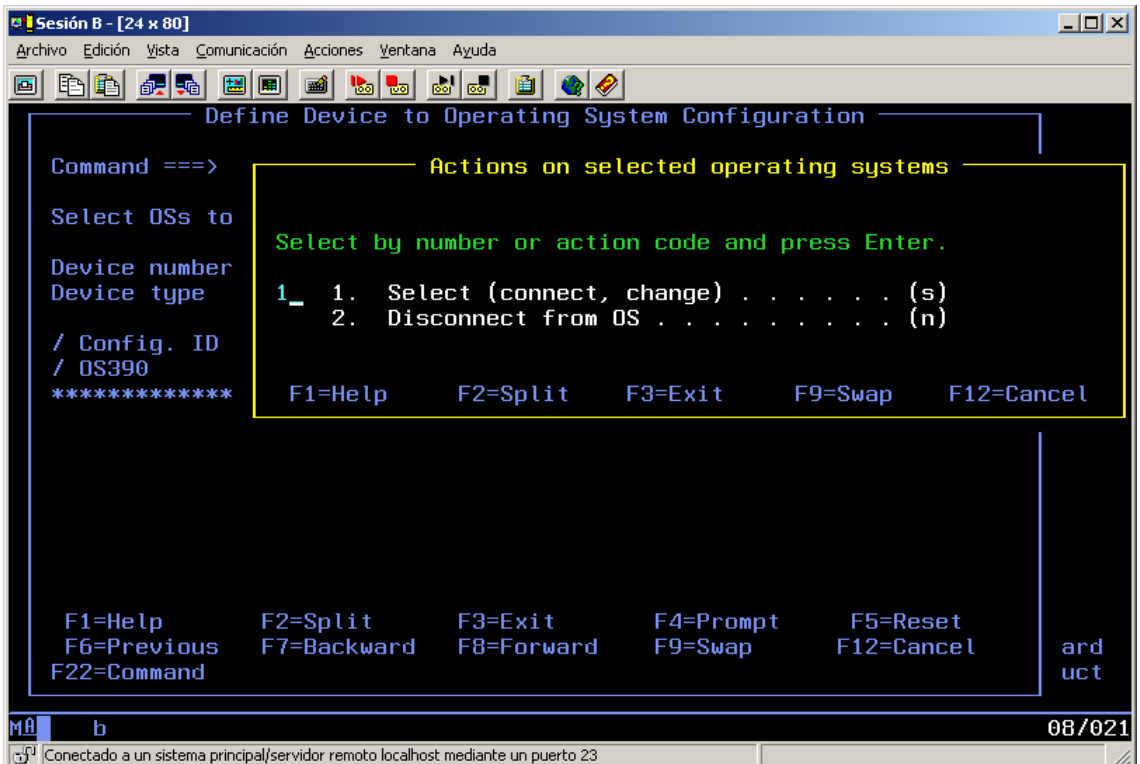 Sesión B - [24 x 80]
Archivo Edición Vista Comunicación Acciones Ventana Ayuda
Define Device to Operating System Configuration
Command ===> Actions on selected operating systems
Select OSs to
Select by number or action code and press Enter.
Device number
Device type 1_ 1. Select (connect, change) . . . . . . (s)
2. Disconnect from OS . . . . . . . . . (n)
/ Config. ID
/ OS390
************* F1=Help F2=Split F3=Exit F9=Swap F12=Cancel
F1=Help F2=Split F3=Exit F4=Prompt F5=Reset
F6=Previous F7=Backward F8=Forward F9=Swap F12=Cancel ard
F22=Command uct
MA b 08/021
Conectado a un sistema principal/servidor remoto localhost mediante un puerto 23